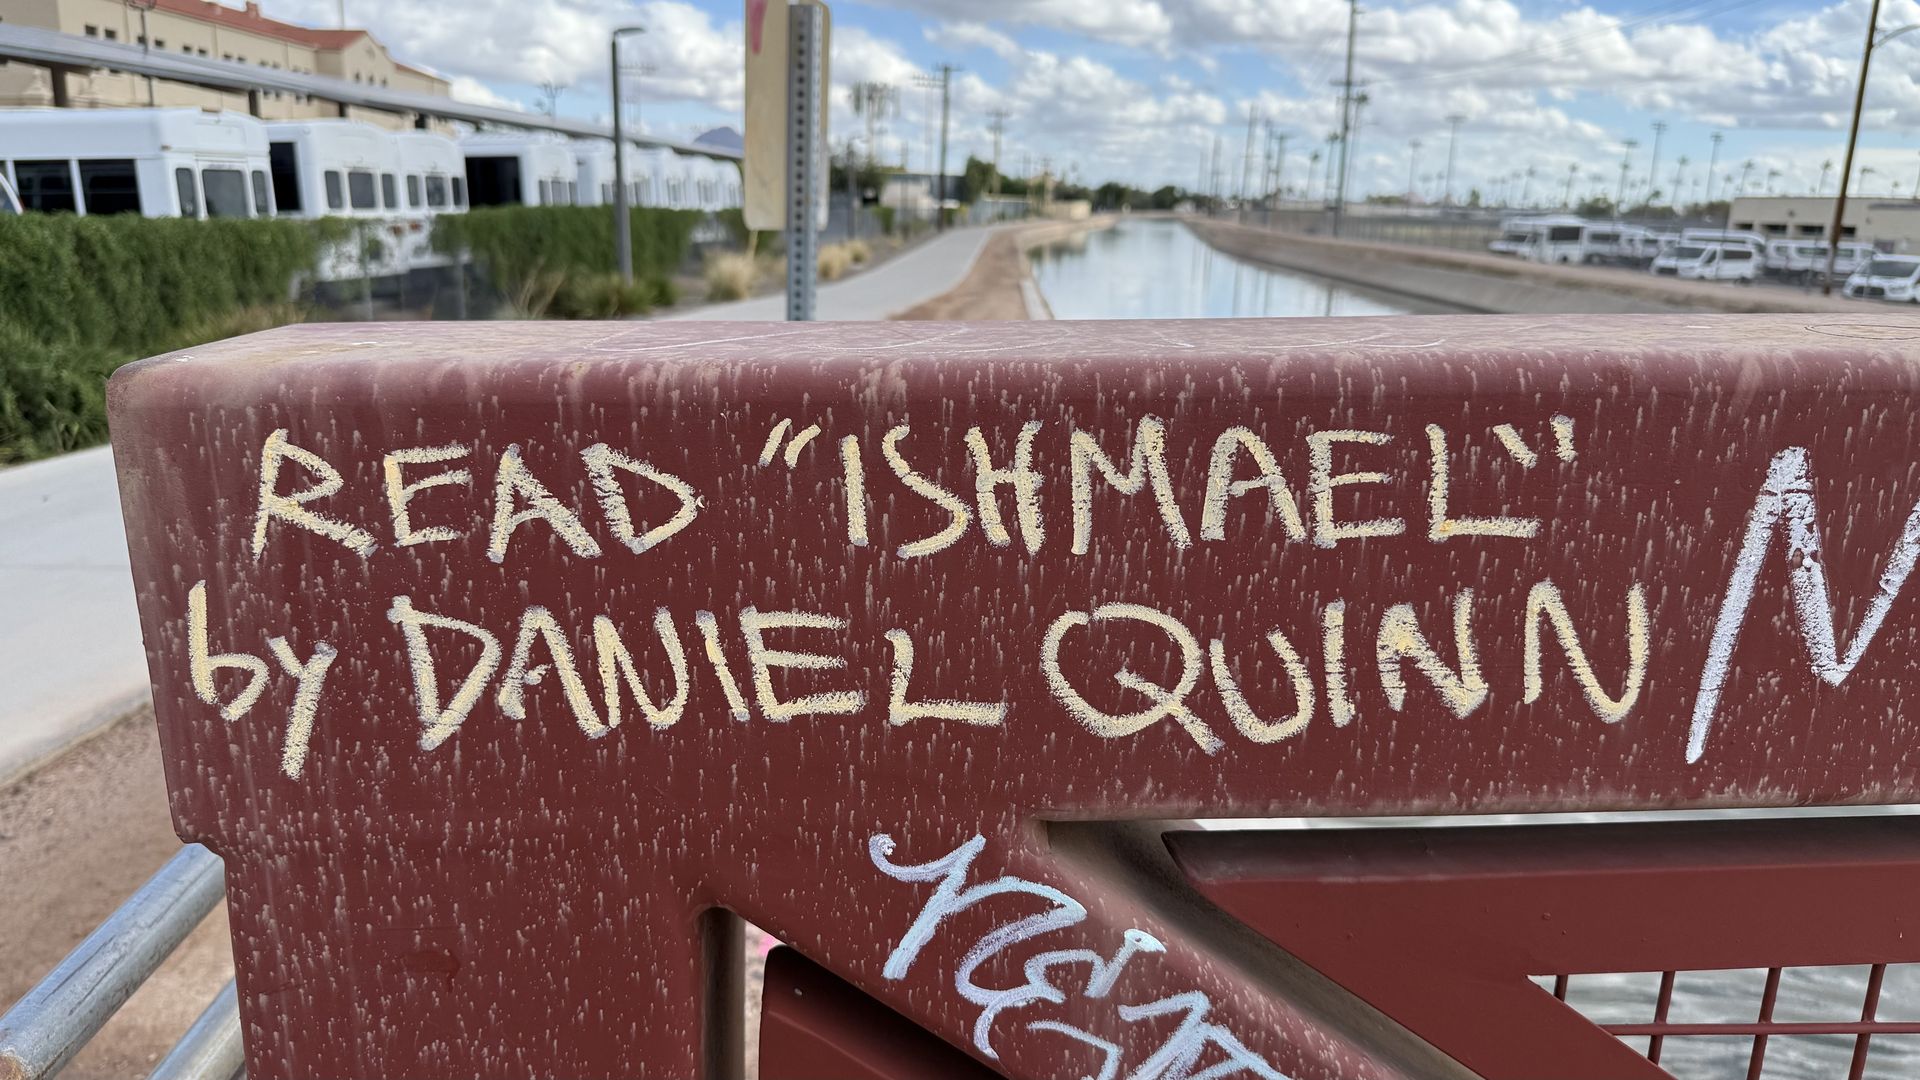 READ "ISHMAEL"
by DANIEL QUINN